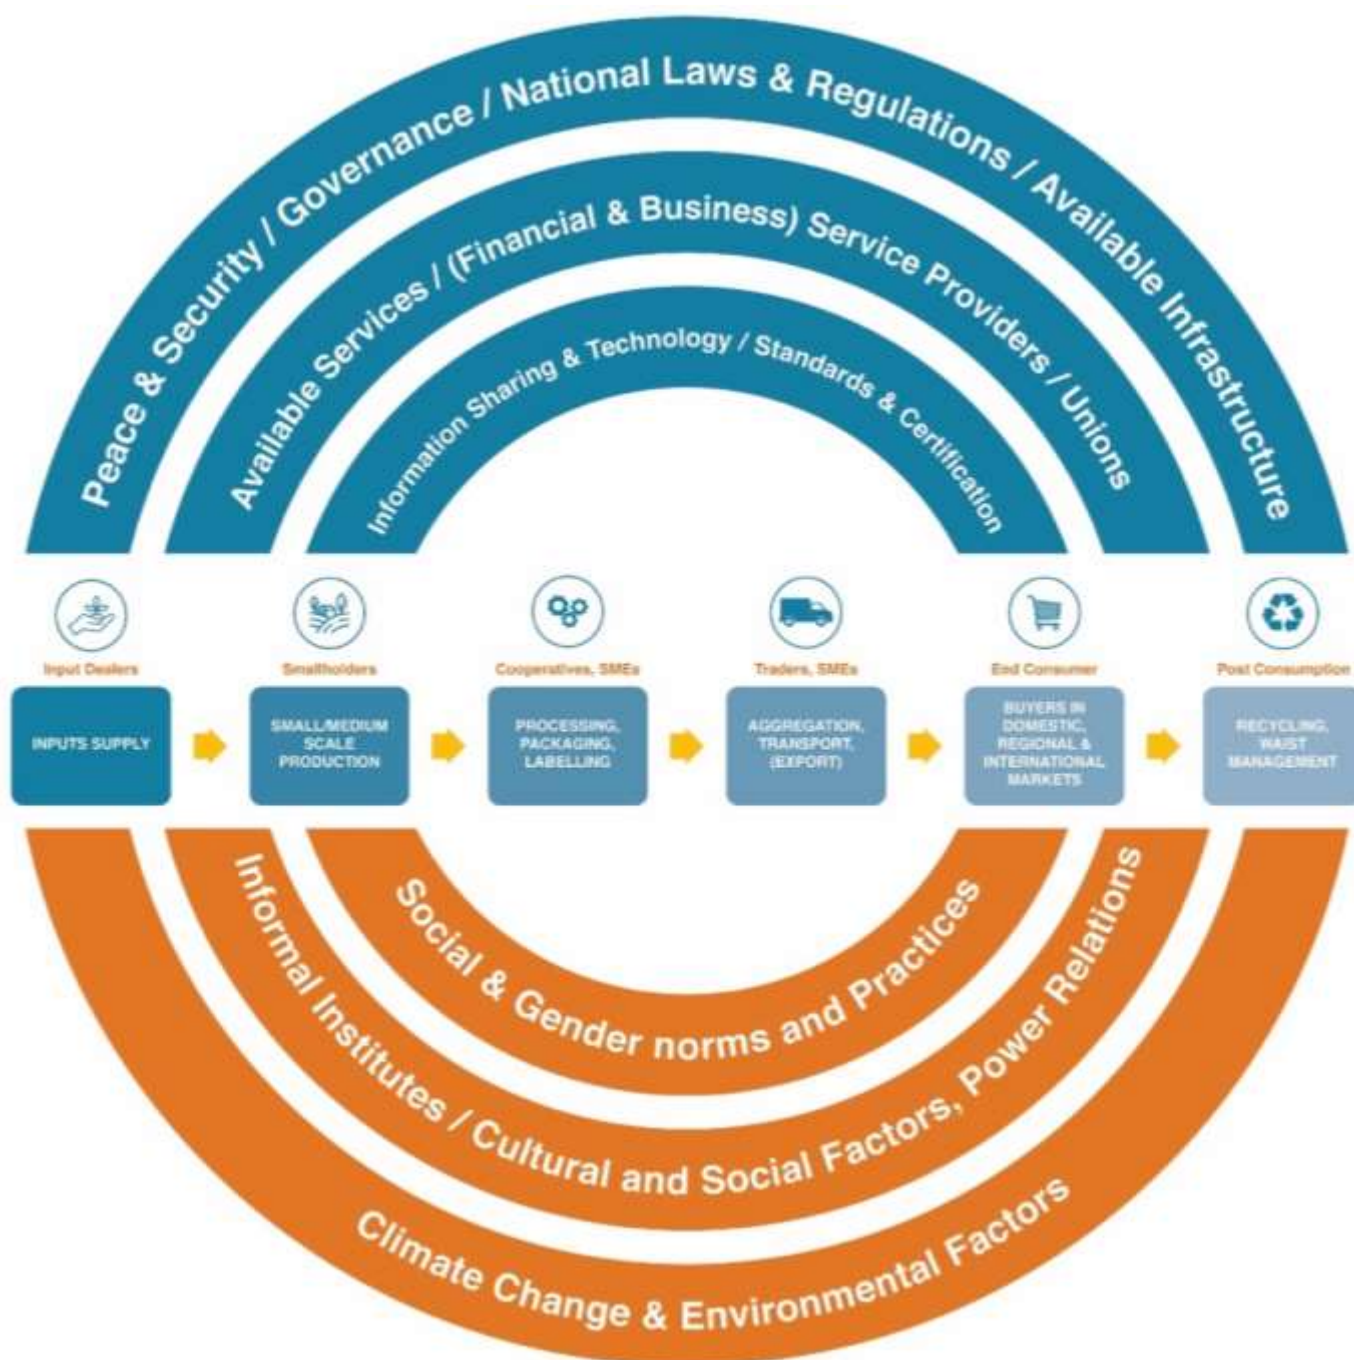 Peace & Security / Governance / National Laws & Regulations / Available Infrastructure
Available Services / (Financial & Business) Service Providers / Unions
Information Sharing & Technology / Standards & Certification
Input Dealers
Smallholders
Cooperatives, SMEs
Traders, SMEs
End Consumer
Post Consumption
INPUTS SUPPLY
SMALL/MEDIUM
SCALE
PRODUCTION
PROCESSING,
PACKAGING,
LABELLING
AGGREGATION,
TRANSPORT,
(EXPORT)
BUYERS IN
DOMESTIC,
REGIONAL &
INTERNATIONAL
MARKETS
RECYCLING,
WAIST
MANAGEMENT
Social & Gender norms and Practices
Informal Institutes / Cultural and Social Factors, Power Relations
Climate Change & Environmental Factors